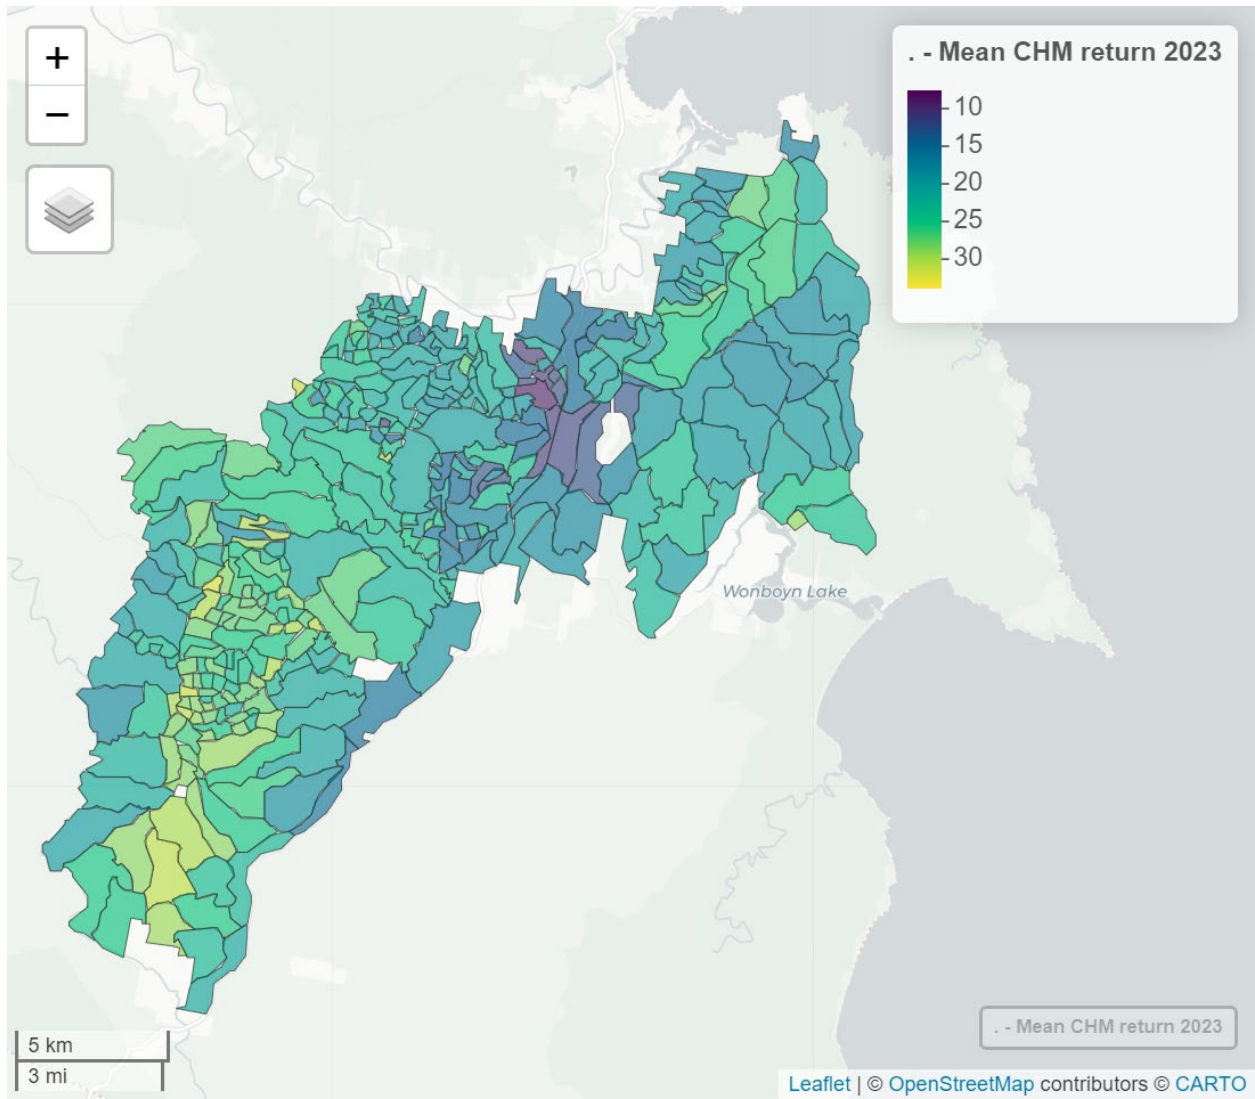 +
−
. - Mean CHM return 2023
10
15
20
25
30
Wonboyn Lake
5 km
3 mi
. - Mean CHM return 2023
Leaflet | © OpenStreetMap contributors © CARTO